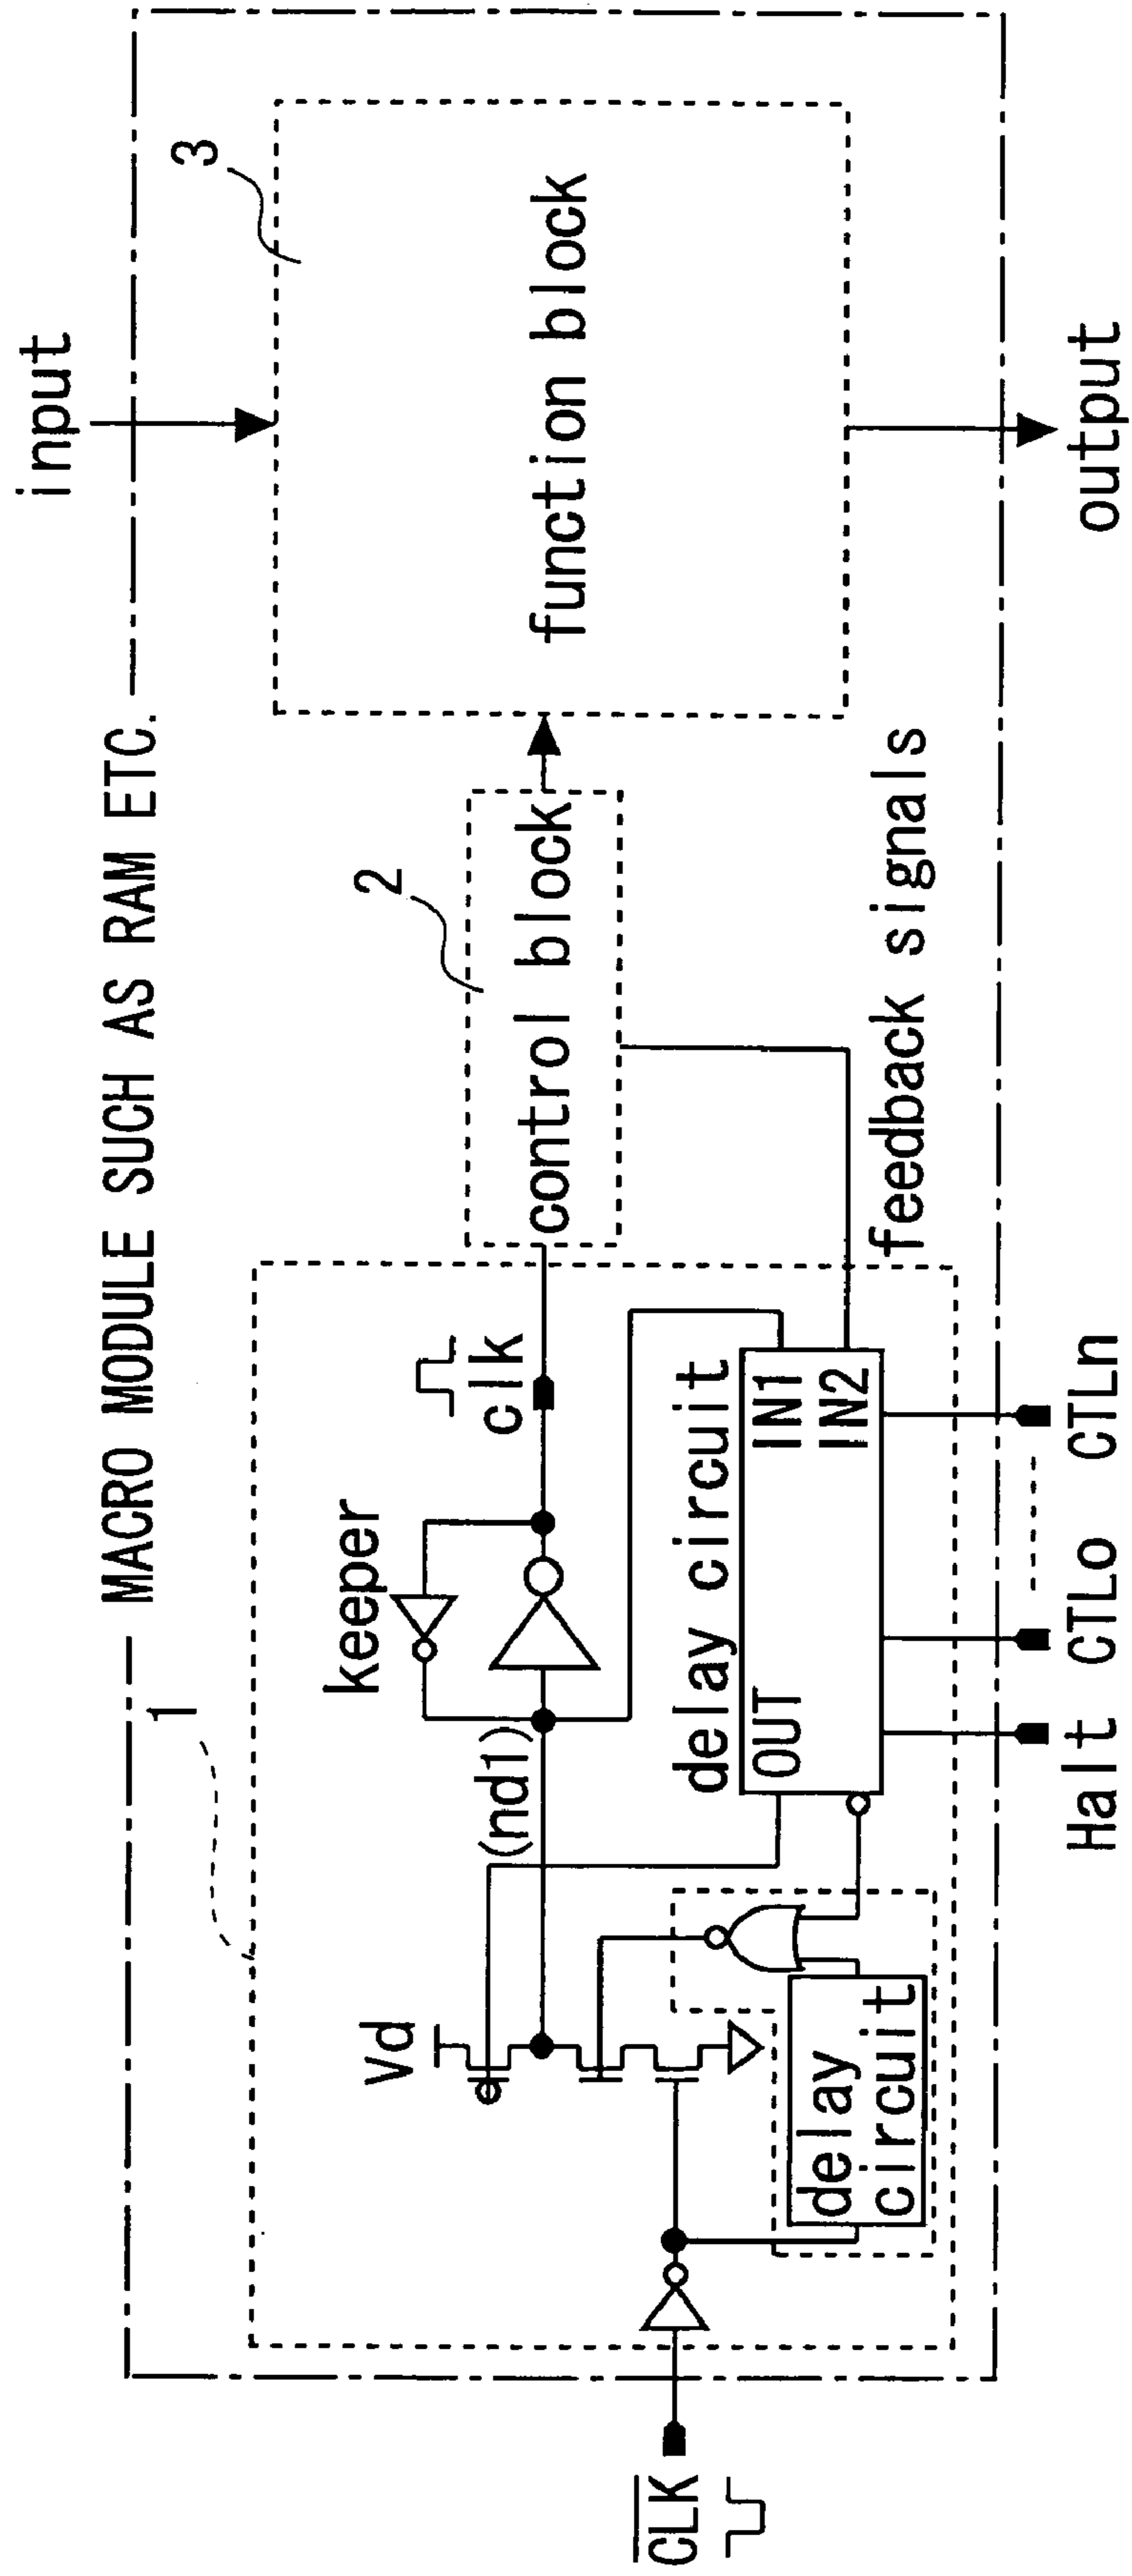 MACRO MODULE SUCH AS RAM ETC.
input
1
2
3
keeper
Vd
(nd1)
clk
control block
function block
delay circuit
OUT
IN1
IN2
delay
circuit
feedback signals
CLK
Halt
CTLo
CTLn
output